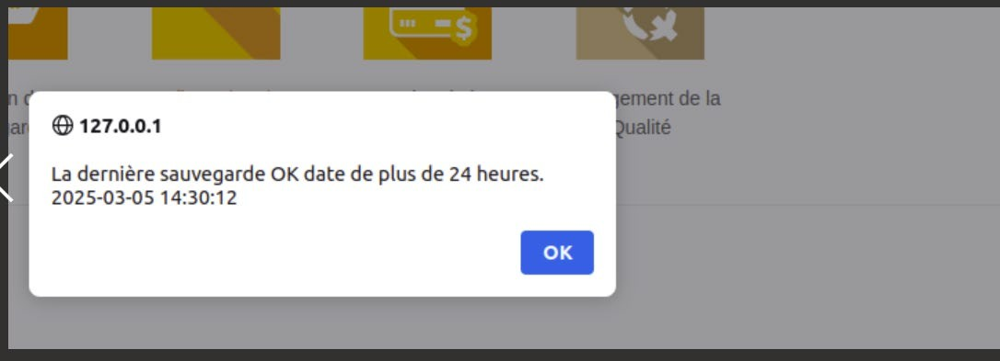 gement de la
Qualité
127.0.0.1
La dernière sauvegarde OK date de plus de 24 heures.
2025-03-05 14:30:12
OK